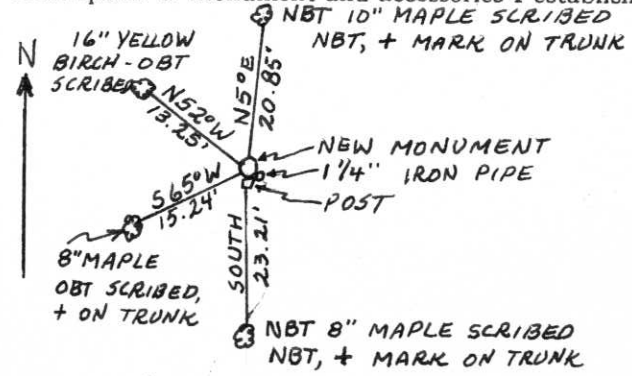 NBT 10" MAPLE SCRIBED
NBT, + MARK ON TRUNK
16" YELLOW
BIRCH - OBT
SCRIBED
N
N52°W
13.25'
N5°E
20.85'
NEW MONUMENT
1 1/4" IRON PIPE
POST
S65°W
15.24'
8" MAPLE
OBT SCRIBED,
+ ON TRUNK
SOUTH
23.21'
NBT 8" MAPLE SCRIBED
NBT, + MARK ON TRUNK